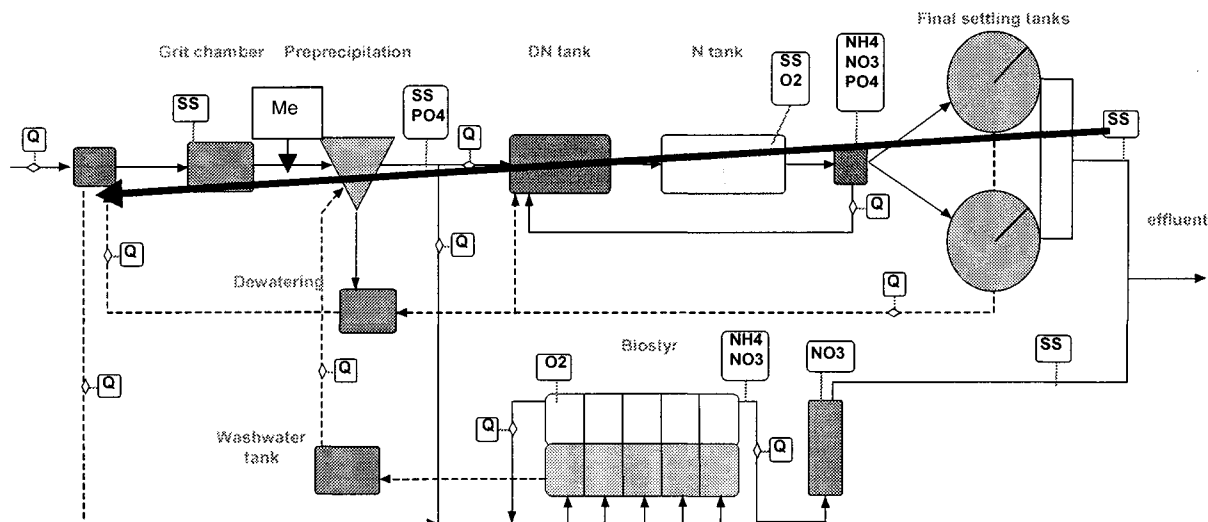 Final settling tanks
Grit chamber
Preprecipitation
DN tank
N tank
NH4
NO3
PO4
SS
O2
SS
Me
SS
PO4
Q
Q
SS
Q
effluent
Q
Q
Dewatering
Q
Q
Q
Biostyr
NH4
NO3
NO3
SS
O2
Q
Q
Washwater
tank